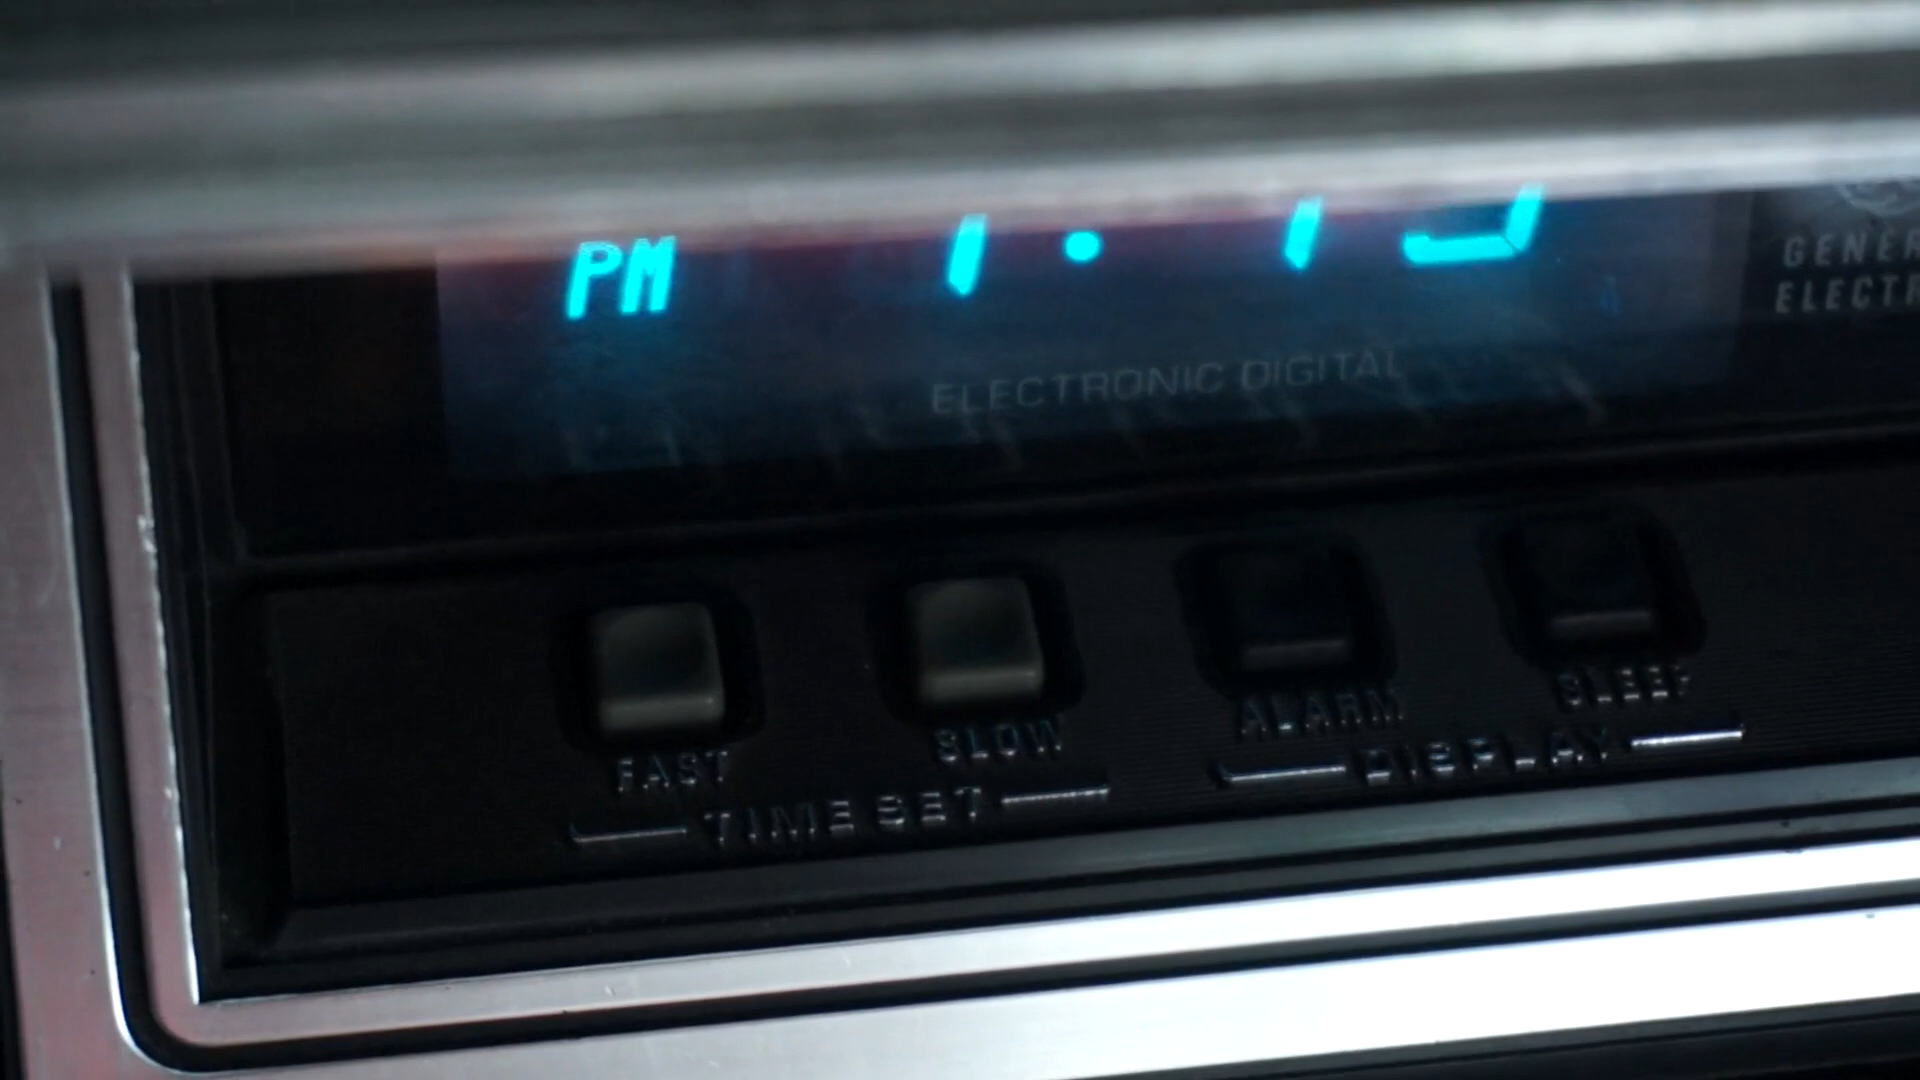 PM
ELECTRONIC DIGITAL
GENER
ELECTR
FAST
SLOW
ALARM
SLEEP
TIME SET
DISPLAY